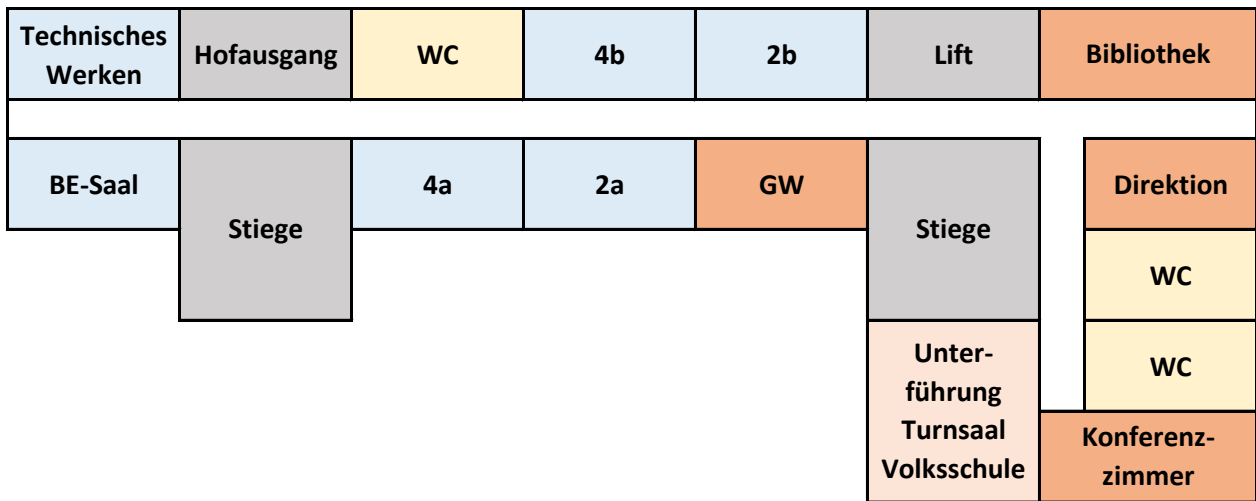 Technisches
Werken
Hofausgang
WC
4b
2b
Lift
Bibliothek
BE-Saal
Stiege
4a
2a
GW
Stiege
Direktion
WC
WC
Unter-
führung
Turnsaal
Volksschule
Konferenz-
zimmer